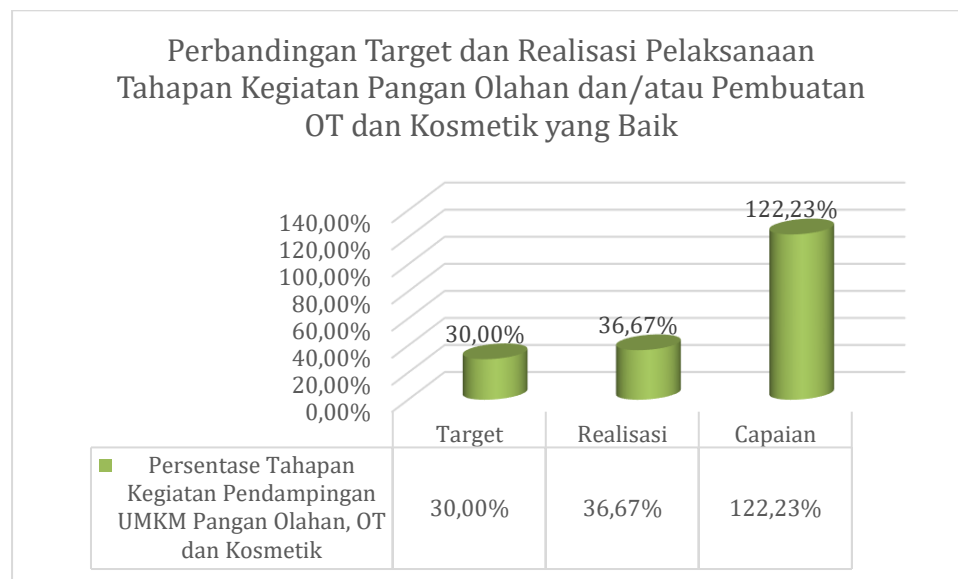 Perbandingan Target dan Realisasi Pelaksanaan
Tahapan Kegiatan Pangan Olahan dan/atau Pembuatan
OT dan Kosmetik yang Baik
140,00%
120,00%
100,00%
80,00%
60,00%
40,00%
20,00%
0,00%
30,00%
36,67%
122,23%
Target Realisasi Capaian
Persentase Tahapan
Kegiatan Pendampingan
UMKM Pangan Olahan, OT
dan Kosmetik
30,00% 36,67% 122,23%